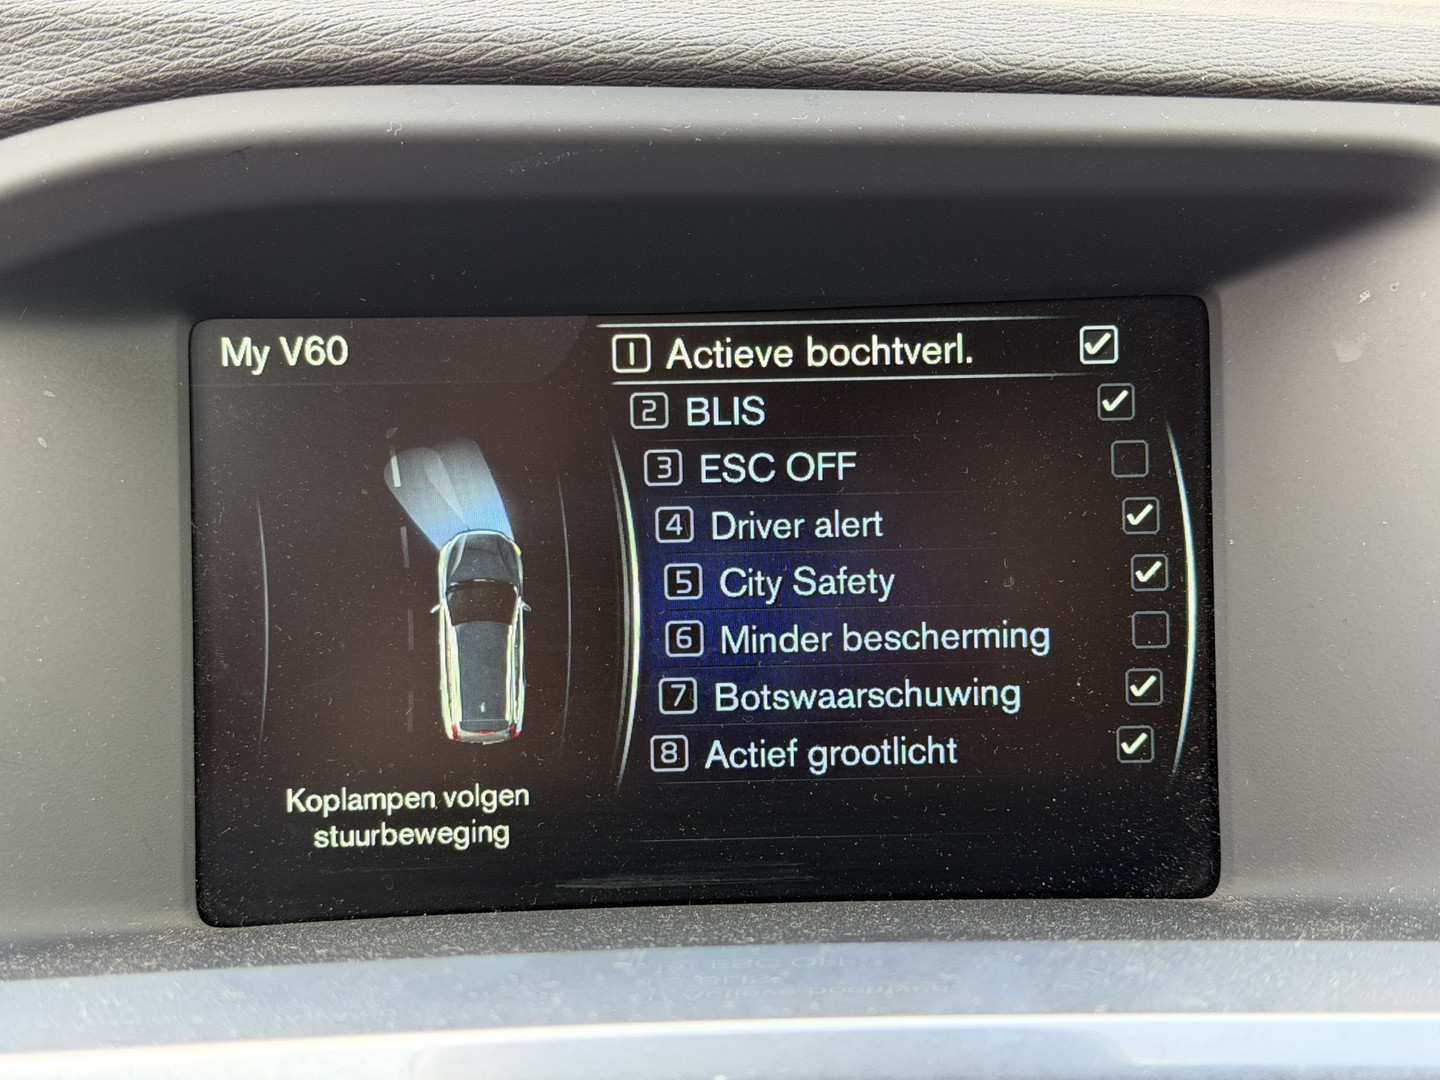 My V60
1 Actieve bochtverl.
2 BLIS
3 ESC OFF
4 Driver alert
5 City Safety
6 Minder bescherming
7 Botswaarschuwing
8 Actief grootlicht
Koplampen volgen
stuurbeweging